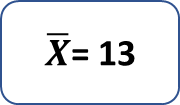 X̅ = 13